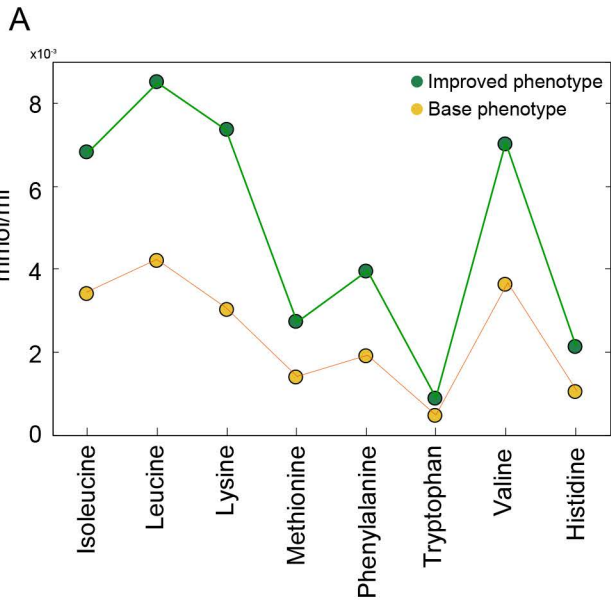 A
x10⁻³
Improved phenotype
Base phenotype
8
6
4
2
0
mmol/ml
Isoleucine
Leucine
Lysine
Methionine
Phenylalanine
Tryptophan
Valine
Histidine